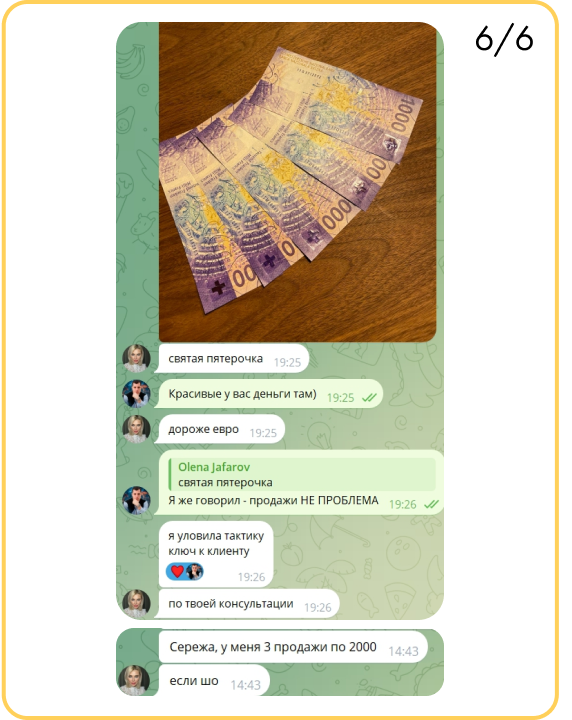 6/6
1000
святая пятерочка 19:25
Красивые у вас деньги там) 19:25
дороже евро 19:25
Olena Jafarov
святая пятерочка
Я же говорил - продажи НЕ ПРОБЛЕМА 19:26
я уловила тактику
ключ к клиенту
19:26
по твоей консультации 19:26
Сережа, у меня 3 продажи по 2000 14:43
если шо 14:43